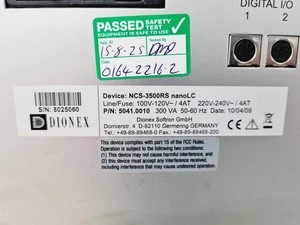 DIGITAL I/O
1
2
PASSED SAFETY TEST
EQUIPMENT IS SAFE TO USE
15-8-25
0164-2216-2
S/N: 8025060
DIONEX
Device: NCS-3500RS nanoLC
Line/Fuse: 100V-120V~ / 4AT 220V-240V~ / 4AT
P/N: 5041.0010 300 VA 50-60 Hz 10/04/09
Dionex Softron GmbH
Dornierstr. 4 D-82110 Germering GERMANY
Tel.: +49-89-89468-0 Fax: +49-89-89468-
This device complies with part 15 of the
FCC Rules.
Operation is subject to the following two conditions:
(1) This device may not cause harmful interference, and
(2) this device must accept any interference received,
including interference that may cause undesired
operation.